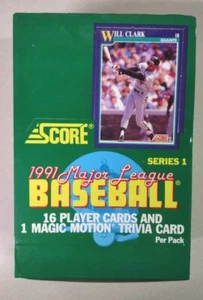 WILL CLARK 1B
GIANTS
SCORE
SERIES 1
1991 Major League
BASEBALL
16 PLAYER CARDS AND
1 MAGIC MOTION TRIVIA CARD
Per Pack